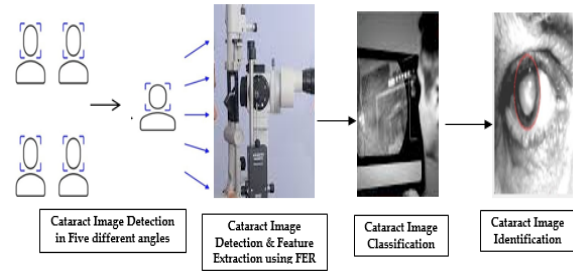 Cataract Image Detection
in Five different angles
Cataract Image
Detection & Feature
Extraction using FER
Cataract Image
Classification
Cataract Image
Identification